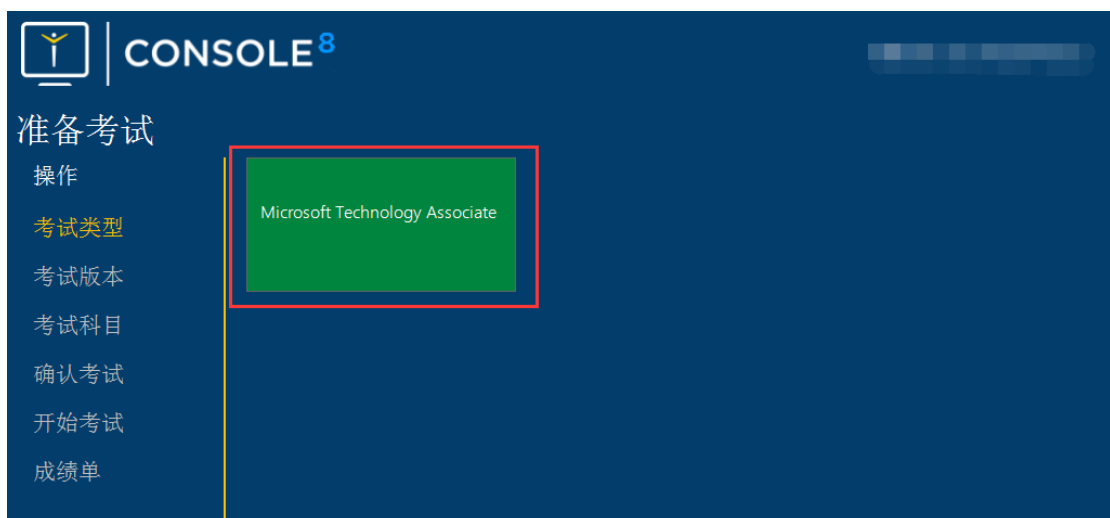 CONSOLE8
准备考试
操作
考试类型
Microsoft Technology Associate
考试版本
考试科目
确认考试
开始考试
成绩单